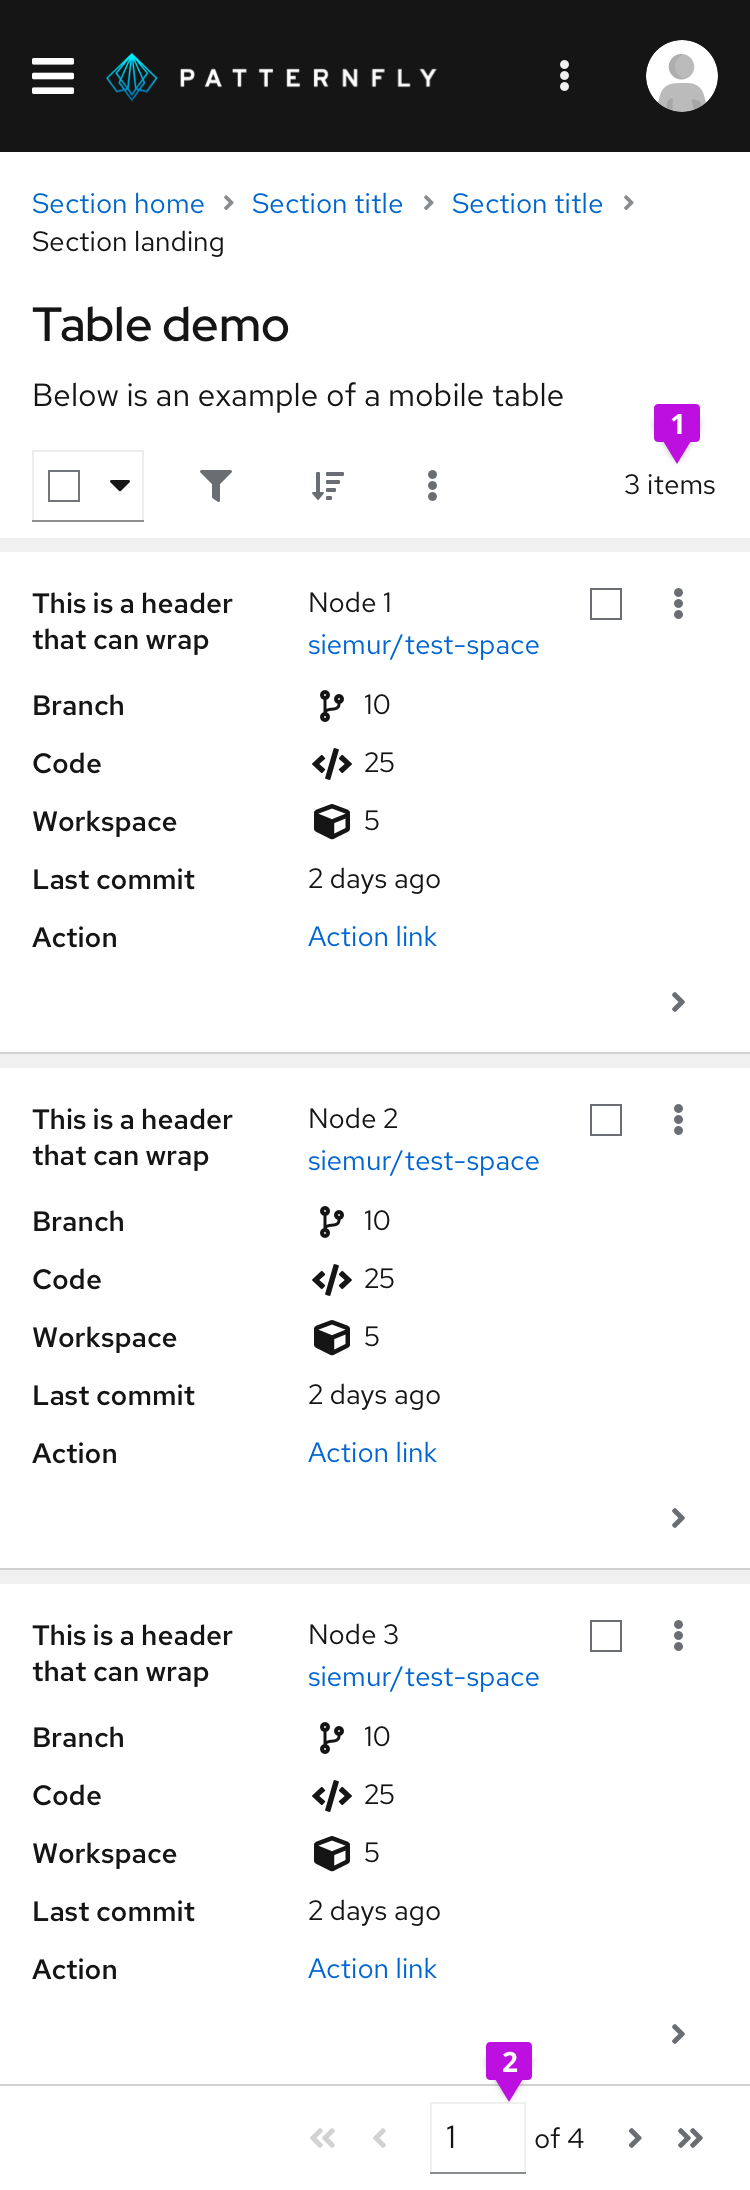 PATTERNFLY
Section home > Section title > Section title >
Section landing
Table demo
Below is an example of a mobile table
1
3 items
This is a header
that can wrap
Node 1
siemur/test-space
Branch 10
Code 25
Workspace 5
Last commit 2 days ago
Action Action link
This is a header
that can wrap
Node 2
siemur/test-space
Branch 10
Code 25
Workspace 5
Last commit 2 days ago
Action Action link
This is a header
that can wrap
Node 3
siemur/test-space
Branch 10
Code 25
Workspace 5
Last commit 2 days ago
Action Action link
2
1 of 4